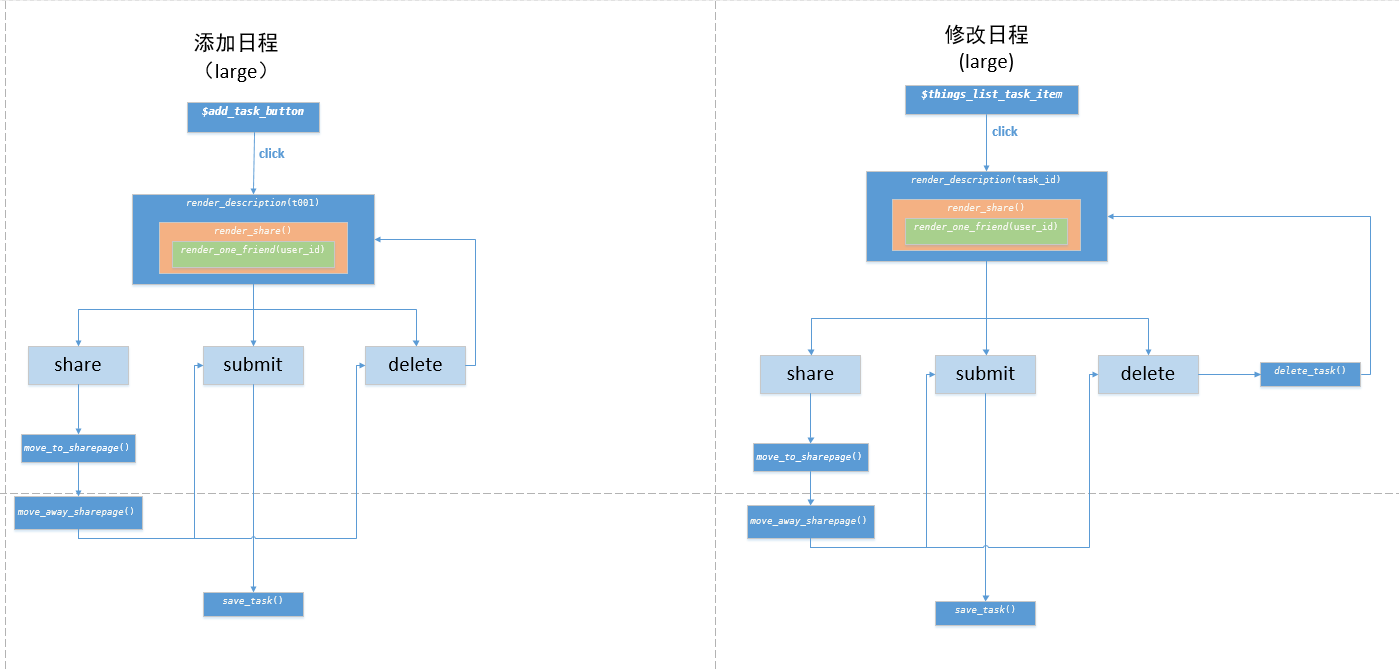 添加日程
（large）
$add_task_button
click
render_description(t001)
render_share()
render_one_friend(user_id)
share
submit
delete
move_to_sharepage()
move_away_sharepage()
save_task()
修改日程
(large)
$things_list_task_item
click
render_description(task_id)
render_share()
render_one_friend(user_id)
share
submit
delete
delete_task()
move_to_sharepage()
move_away_sharepage()
save_task()